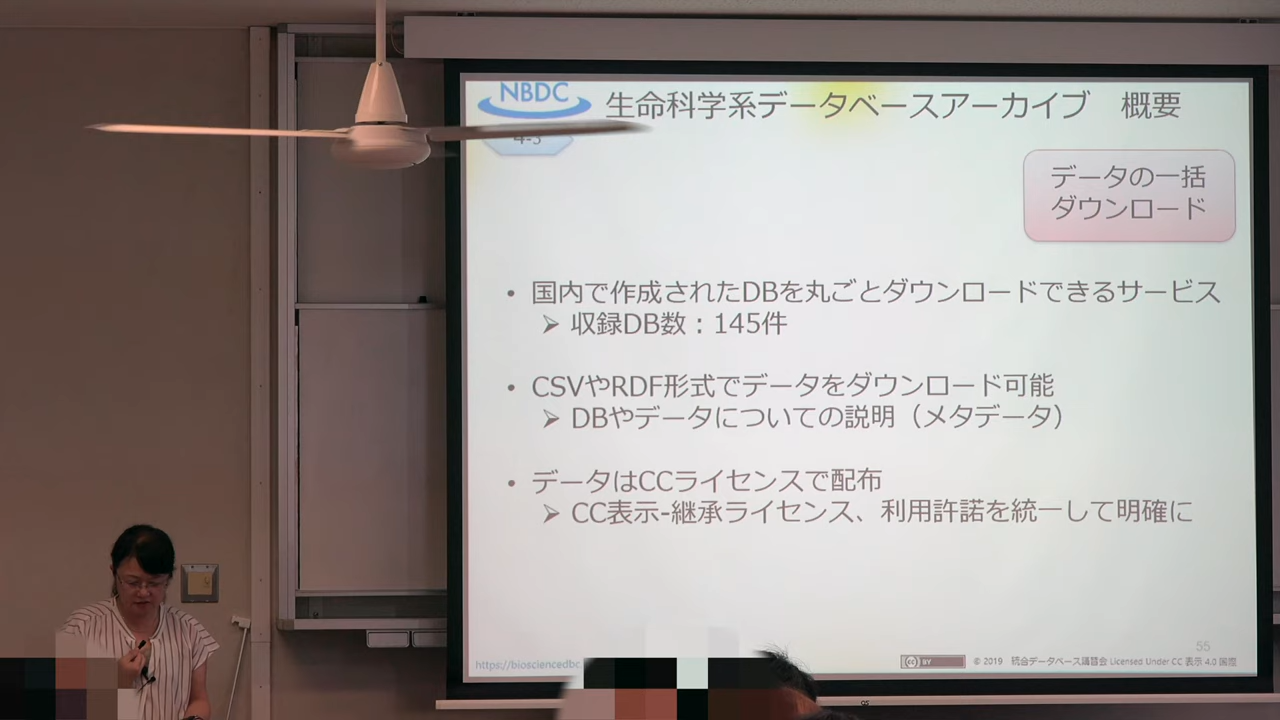 NBDC
生命科学系データベースアーカイブ 概要
4-3
データの一括
ダウンロード
• 国内で作成されたDBを丸ごとダウンロードできるサービス
➢ 収録DB数：145件
• CSVやRDF形式でデータをダウンロード可能
➢ DBやデータについての説明（メタデータ）
• データはCCライセンスで配布
➢ CC表示-継承ライセンス、利用許諾を統一して明確に
55
https://biosciencedbc
cc BY
© 2019 統合データベース講習会 Licensed Under CC 表示 4.0 国際